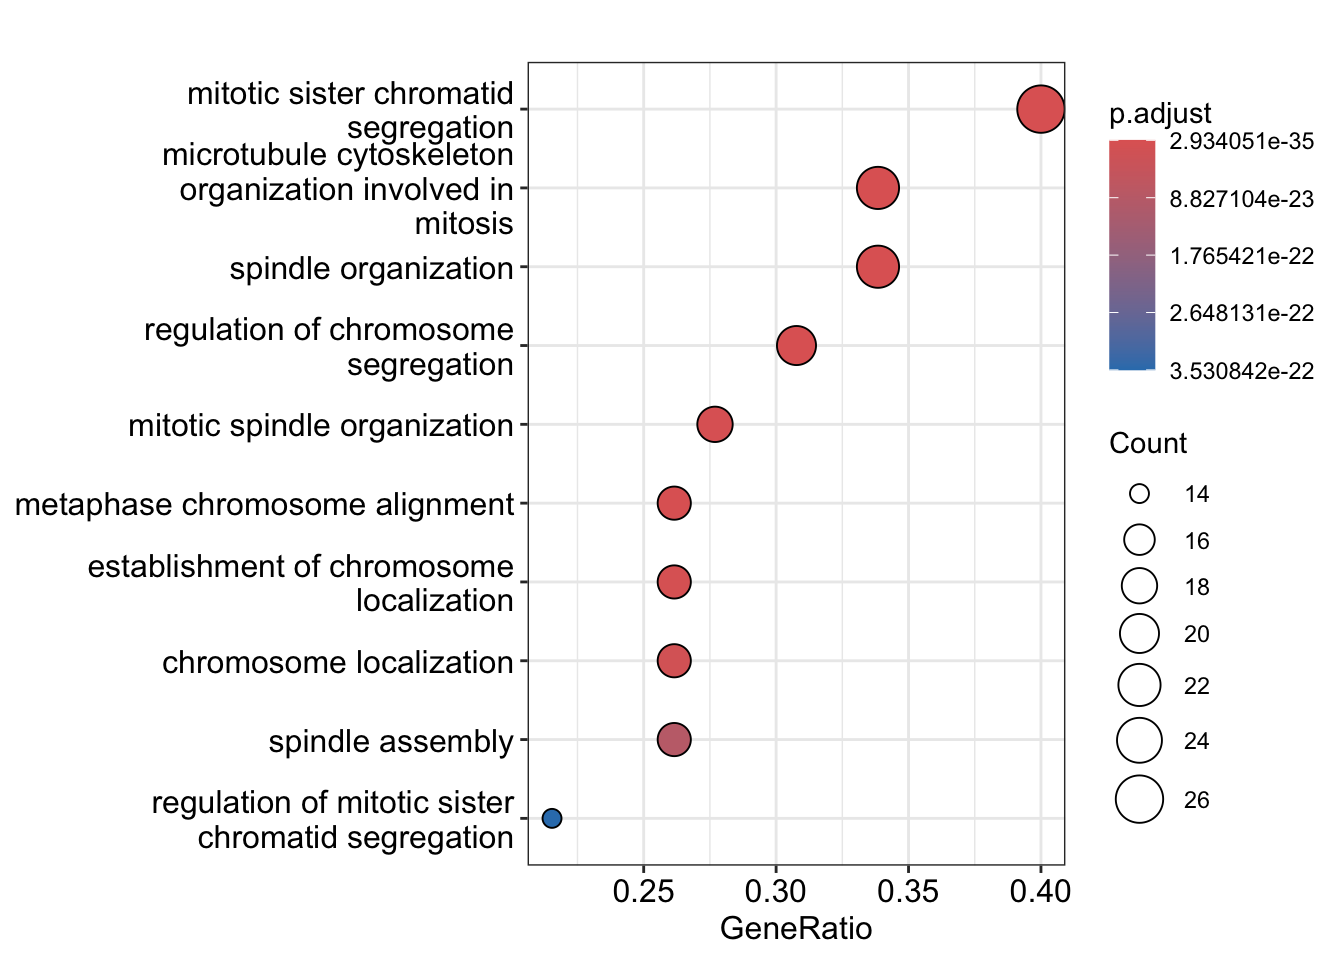 mitotic sister chromatid
segregation
microtubule cytoskeleton
organization involved in
mitosis
spindle organization
regulation of chromosome
segregation
mitotic spindle organization
metaphase chromosome alignment
establishment of chromosome
localization
chromosome localization
spindle assembly
regulation of mitotic sister
chromatid segregation
0.25 0.30 0.35 0.40
GeneRatio
p.adjust
2.934051e-35
8.827104e-23
1.765421e-22
2.648131e-22
3.530842e-22
Count
14
16
18
20
22
24
26